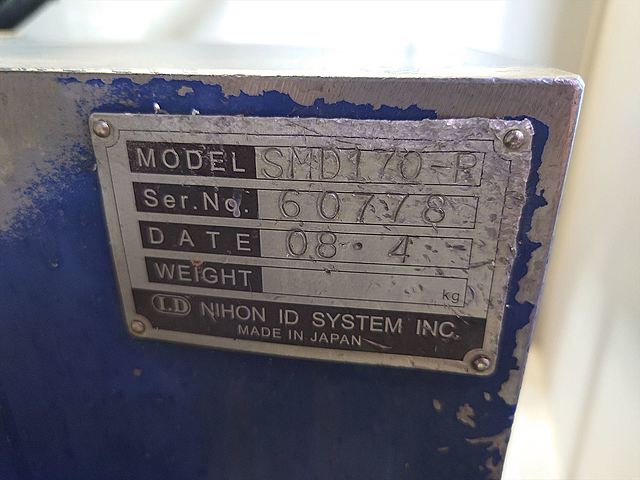 MODEL SMD170-R
Ser.No. 60778
DATE 08・4
WEIGHT kg
I.D NIHON ID SYSTEM INC.
MADE IN JAPAN